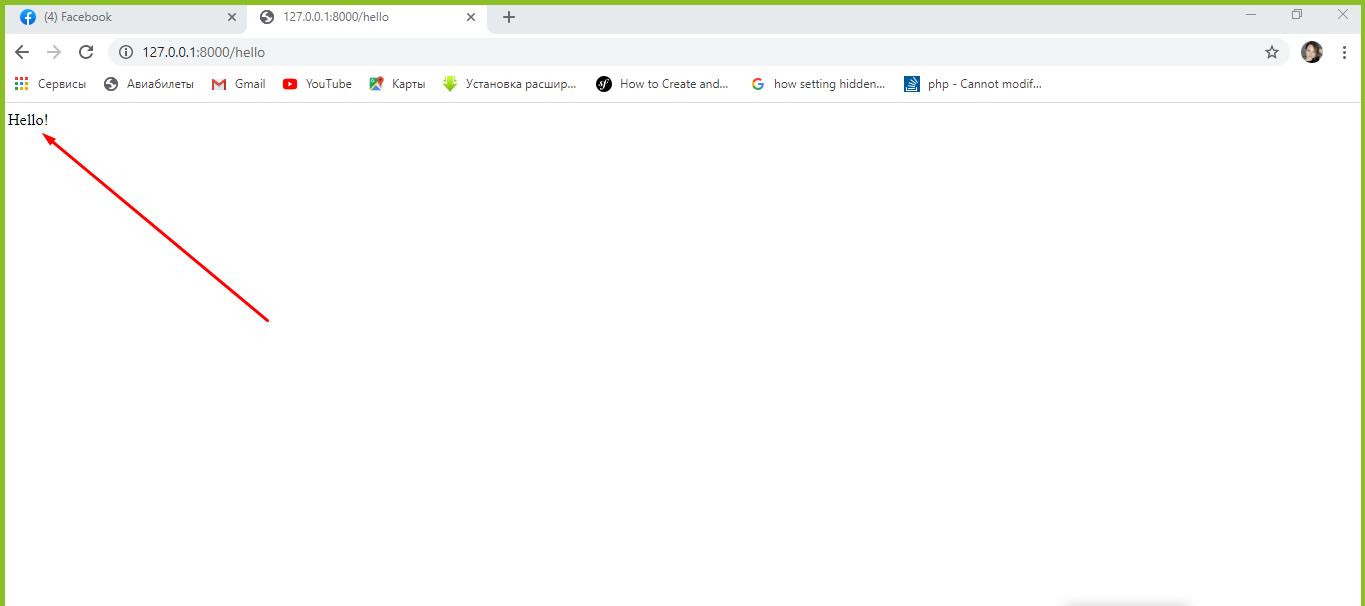 (4) Facebook
127.0.0.1:8000/hello
127.0.0.1:8000/hello
Сервисы Авиабилеты Gmail YouTube Карты Установка расшир... How to Create and... how setting hidden... php - Cannot modif...
Hello!